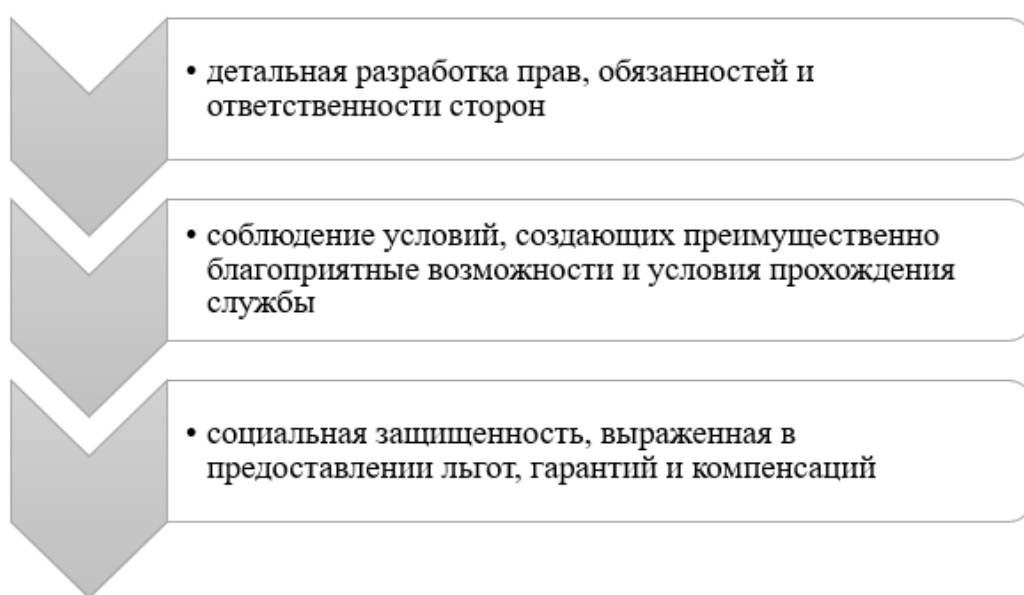 • детальная разработка прав, обязанностей и
ответственности сторон
• соблюдение условий, создающих преимущественно
благоприятные возможности и условия прохождения
службы
• социальная защищенность, выраженная в
предоставлении льгот, гарантий и компенсаций